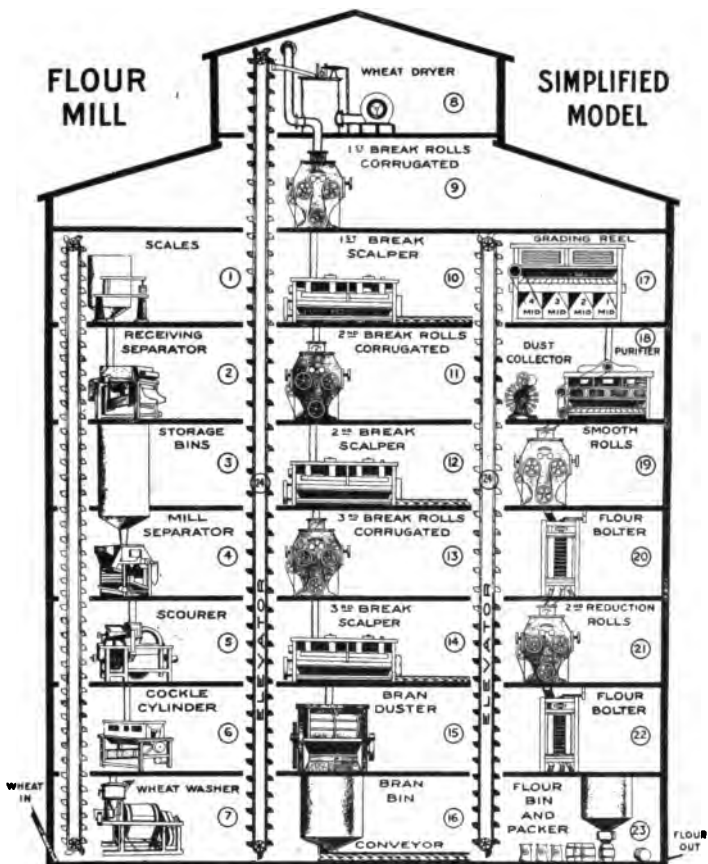 FLOUR
MILL
SIMPLIFIED
MODEL
WHEAT DRYER
8
1ST BREAK ROLLS
CORRUGATED
9
SCALES
1
RECEIVING
SEPARATOR
2
STORAGE
BINS
3
MILL
SEPARATOR
4
SCOURER
5
COCKLE
CYLINDER
6
WHEAT WASHER
7
WHEAT
IN
24
ELEVATOR
1ST BREAK
SCALPER
10
2ND BREAK ROLLS
CORRUGATED
11
2ND BREAK
SCALPER
12
3RD BREAK ROLLS
CORRUGATED
13
3RD BREAK
SCALPER
14
BRAN
DUSTER
15
BRAN
BIN
16
CONVEYOR
24
ELEVATOR
GRADING REEL
17
4 3 2 1
MID MID MID MID
18
DUST
COLLECTOR
PURIFIER
SMOOTH
ROLLS
19
FLOUR
BOLTER
20
2ND REDUCTION
ROLLS
21
FLOUR
BOLTER
22
FLOUR
BIN
AND
PACKER
23
FLOUR
OUT